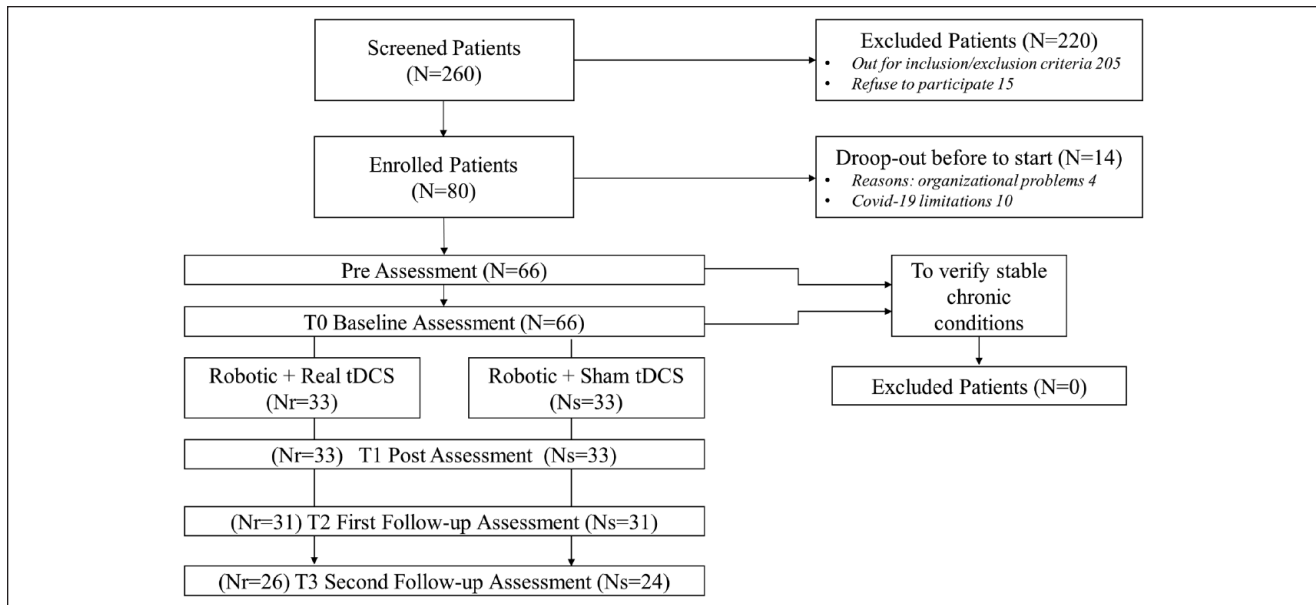 Screened Patients
(N=260)
Excluded Patients (N=220)
• Out for inclusion/exclusion criteria 205
• Refuse to participate 15
Enrolled Patients
(N=80)
Droop-out before to start (N=14)
• Reasons: organizational problems 4
• Covid-19 limitations 10
Pre Assessment (N=66)
To verify stable
chronic
conditions
T0 Baseline Assessment (N=66)
Robotic + Real tDCS
(Nr=33)
Robotic + Sham tDCS
(Ns=33)
Excluded Patients (N=0)
(Nr=33) T1 Post Assessment (Ns=33)
(Nr=31) T2 First Follow-up Assessment (Ns=31)
(Nr=26) T3 Second Follow-up Assessment (Ns=24)